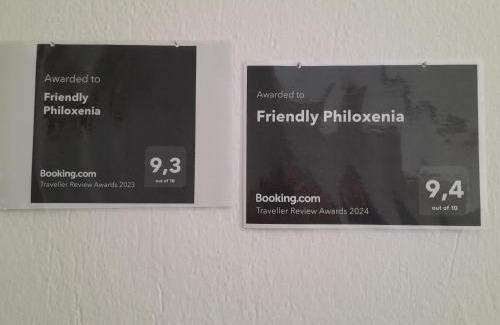 Awarded to
Friendly
Philoxenia
9,3
out of 10
Booking.com
Traveller Review Awards 2023
Awarded to
Friendly Philoxenia
9,4
out of 10
Booking.com
Traveller Review Awards 2024